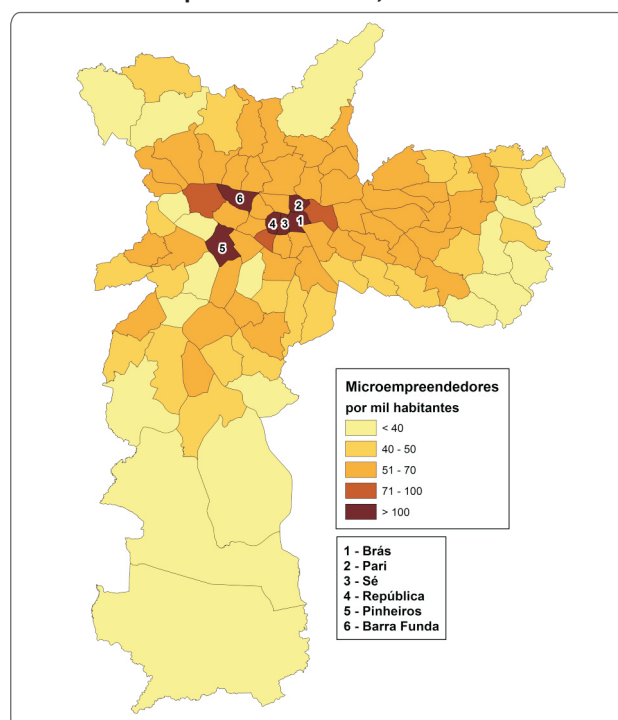 6
2
4 3 1
5
Microempreendedores
por mil habitantes
< 40
40 - 50
51 - 70
71 - 100
> 100
1 - Brás
2 - Pari
3 - Sé
4 - República
5 - Pinheiros
6 - Barra Funda